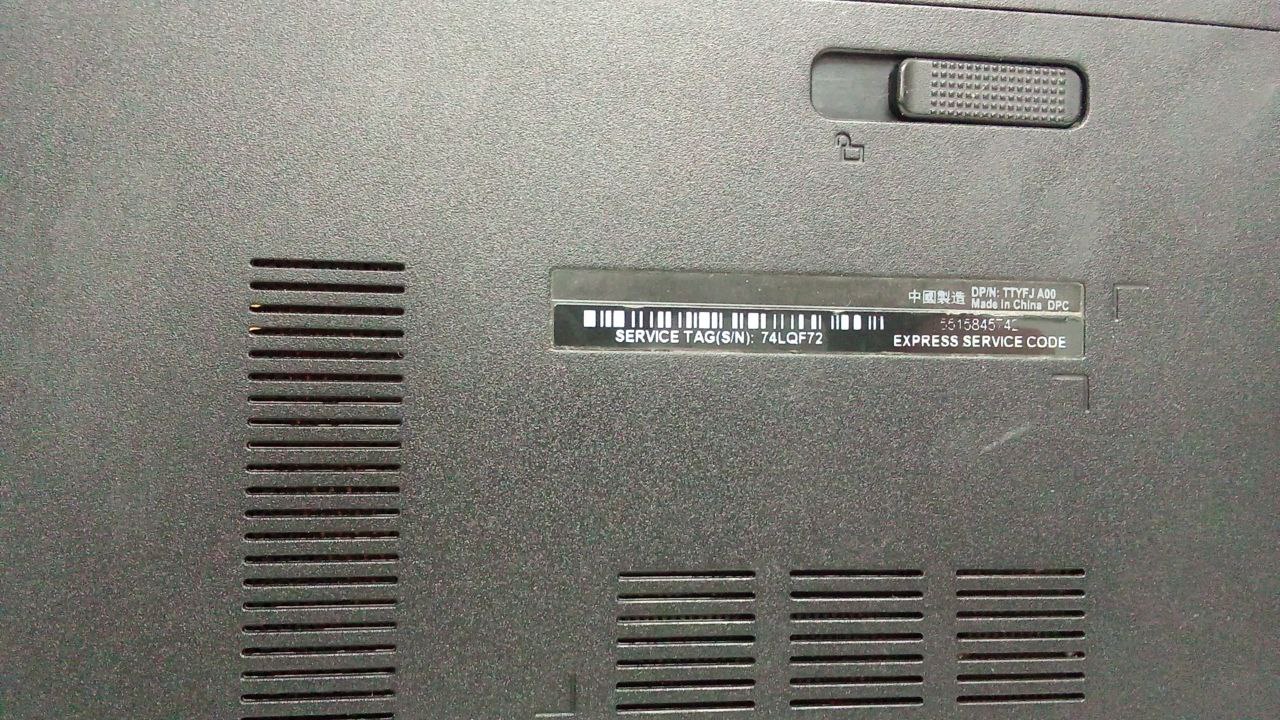 中國製造 DP/N: TTYFJ A00
Made in China DPC
SERVICE TAG(S/N): 74LQF72
EXPRESS SERVICE CODE